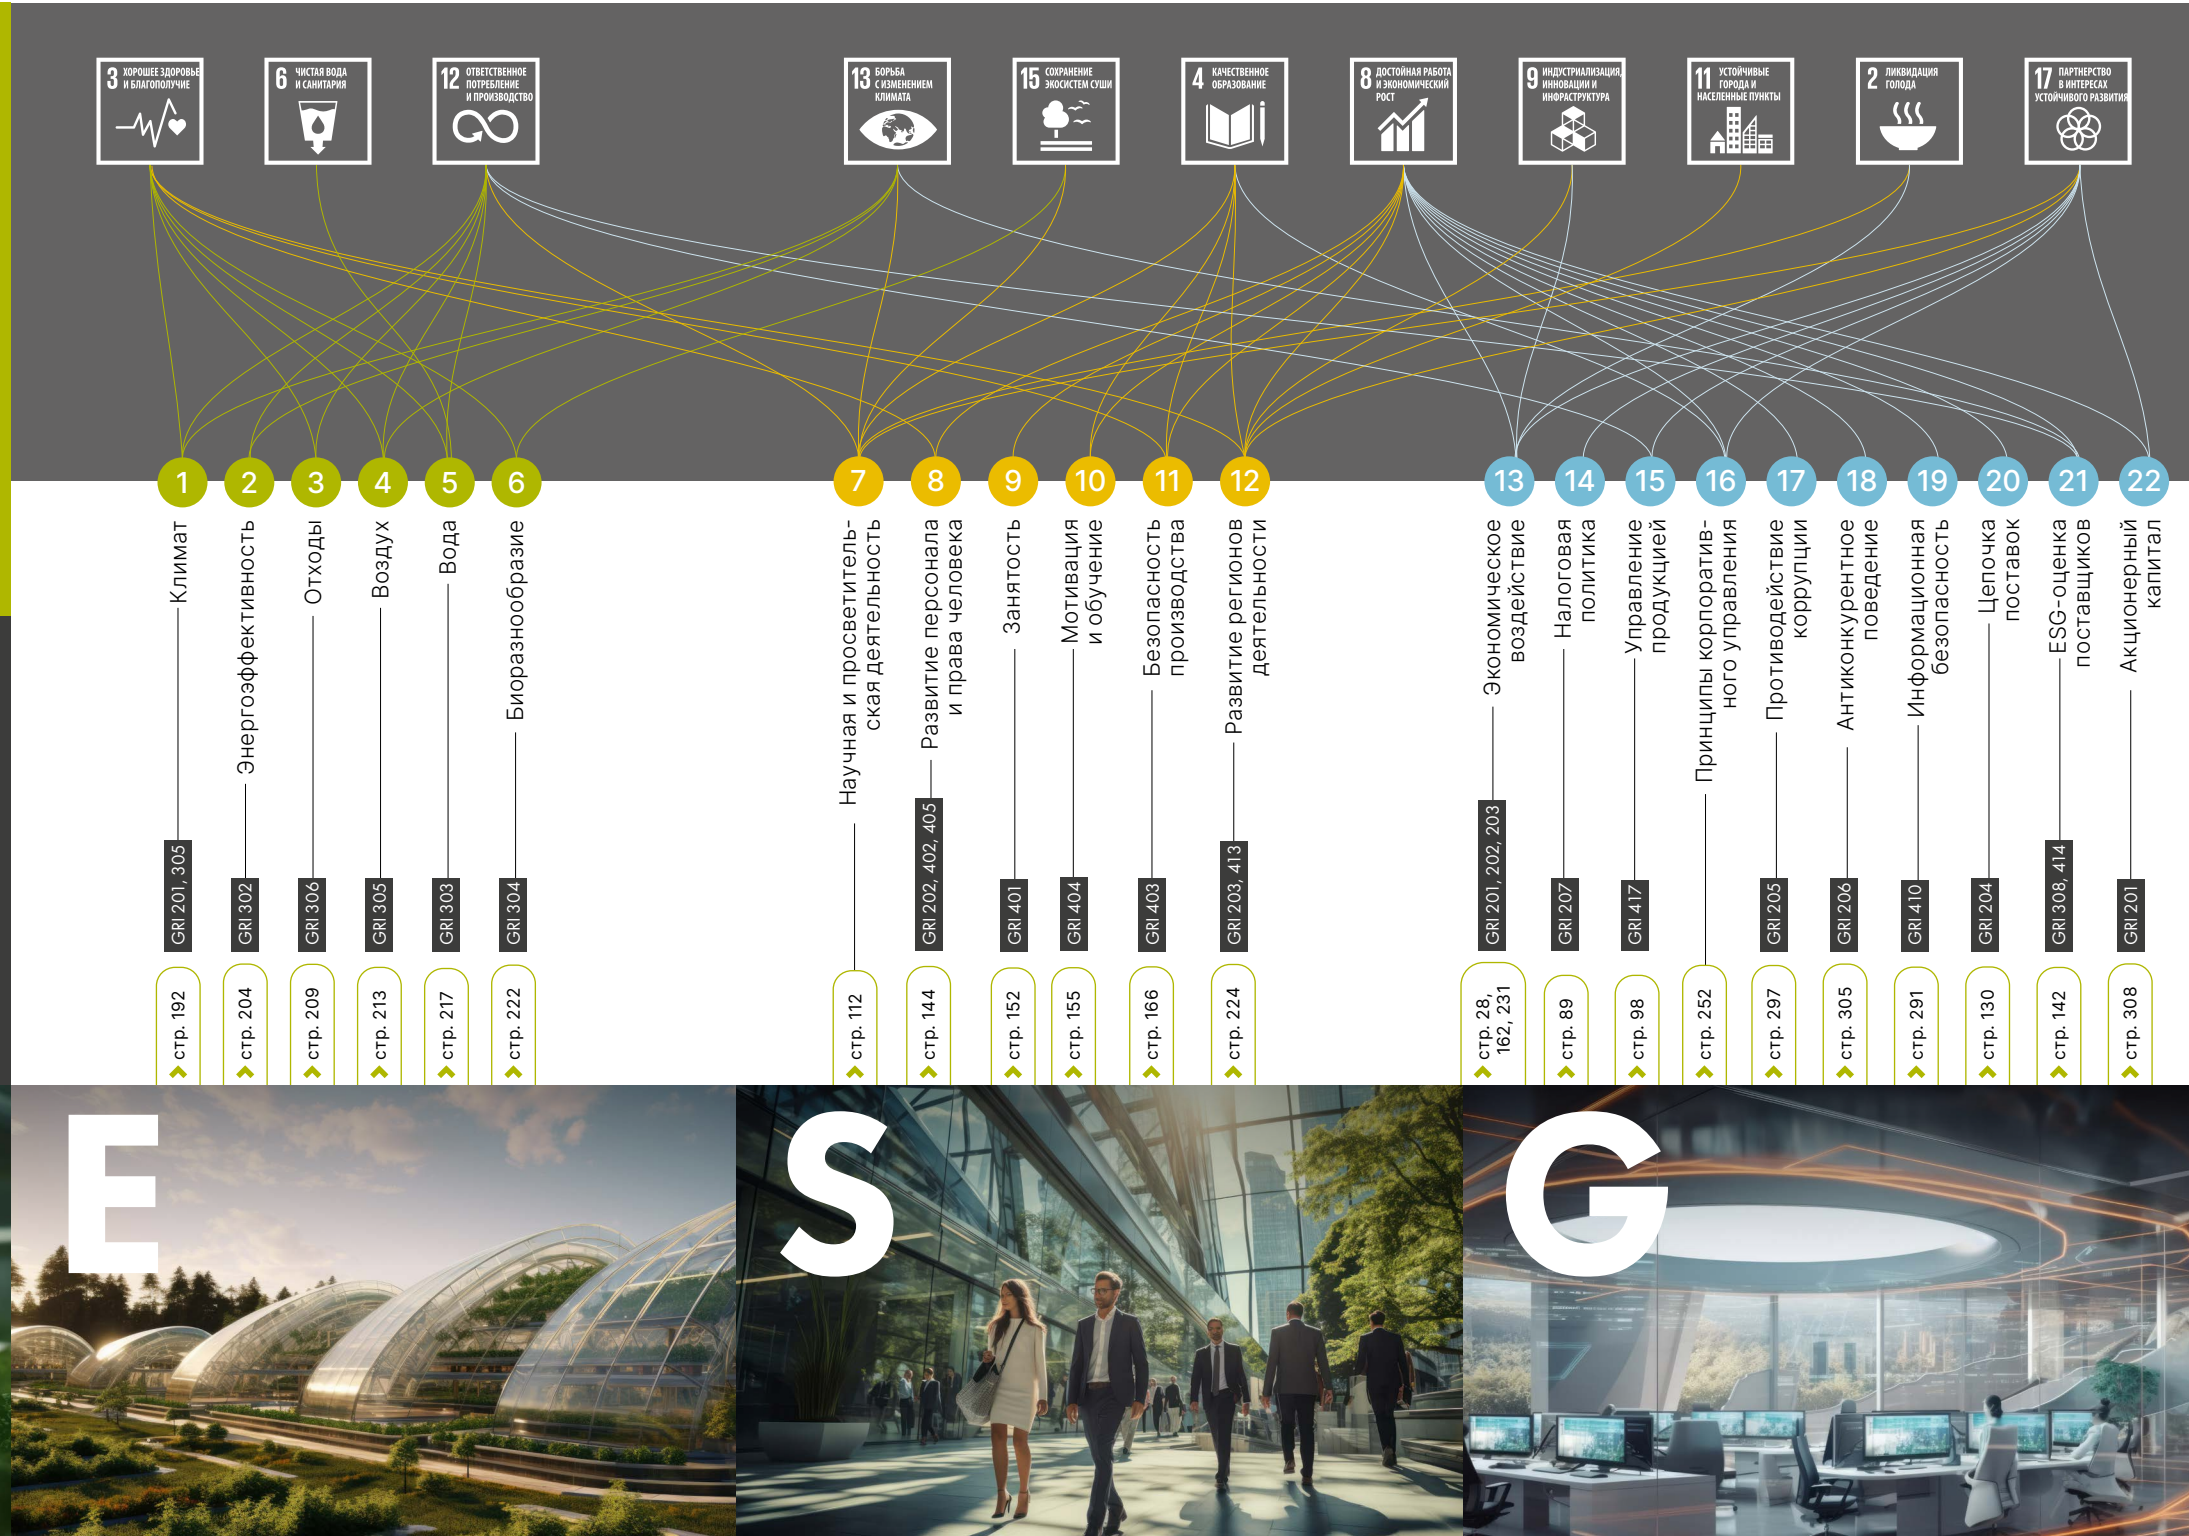 3 ХОРОШЕЕ ЗДОРОВЬЕ
И БЛАГОПОЛУЧИЕ
6 ЧИСТАЯ ВОДА
И САНИТАРИЯ
12 ОТВЕТСТВЕННОЕ
ПОТРЕБЛЕНИЕ
И ПРОИЗВОДСТВО
13 БОРЬБА
С ИЗМЕНЕНИЕМ
КЛИМАТА
15 СОХРАНЕНИЕ
ЭКОСИСТЕМ СУШИ
4 КАЧЕСТВЕННОЕ
ОБРАЗОВАНИЕ
8 ДОСТОЙНАЯ РАБОТА
И ЭКОНОМИЧЕСКИЙ
РОСТ
9 ИНДУСТРИАЛИЗАЦИЯ,
ИННОВАЦИИ И
ИНФРАСТРУКТУРА
11 УСТОЙЧИВЫЕ
ГОРОДА И
НАСЕЛЕННЫЕ ПУНКТЫ
2 ЛИКВИДАЦИЯ
ГОЛОДА
17 ПАРТНЕРСТВО
В ИНТЕРЕСАХ
УСТОЙЧИВОГО РАЗВИТИЯ
1
Климат
GRI 201, 305
стр. 192
2
Энергоэффективность
GRI 302
стр. 204
3
Отходы
GRI 306
стр. 209
4
Воздух
GRI 305
стр. 213
5
Вода
GRI 303
стр. 217
6
Биоразнообразие
GRI 304
стр. 222
7
Научная и просветитель-
ская деятельность
стр. 112
8
Развитие персонала
и права человека
GRI 202, 402, 405
стр. 144
9
Занятость
GRI 401
стр. 152
10
Мотивация
и обучение
GRI 404
стр. 155
11
Безопасность
производства
GRI 403
стр. 166
12
Развитие регионов
деятельности
GRI 203, 413
стр. 224
13
Экономическое
воздействие
GRI 201, 202, 203
стр. 28,
162, 231
14
Налоговая
политика
GRI 207
стр. 89
15
Управление
продукцией
GRI 417
стр. 98
16
Принципы корпоратив-
ного управления
стр. 252
17
Противодействие
коррупции
GRI 205
стр. 297
18
Антиконкурентное
поведение
GRI 206
стр. 305
19
Информационная
безопасность
GRI 410
стр. 291
20
Цепочка
поставок
GRI 204
стр. 130
21
ESG-оценка
поставщиков
GRI 308, 414
стр. 142
22
Акционерный
капитал
GRI 201
стр. 308
E
S
G